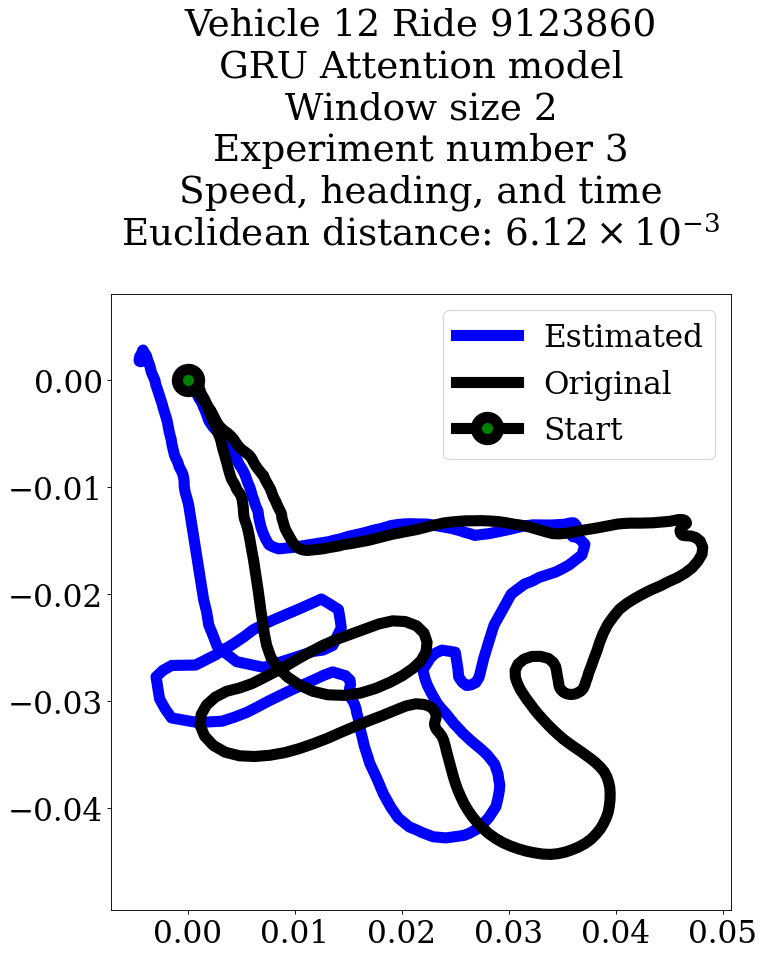 Vehicle 12 Ride 9123860
GRU Attention model
Window size 2
Experiment number 3
Speed, heading, and time
Euclidean distance: 6.12 × 10⁻³
Estimated
Original
Start
0.00
−0.01
−0.02
−0.03
−0.04
0.00 0.01 0.02 0.03 0.04 0.05